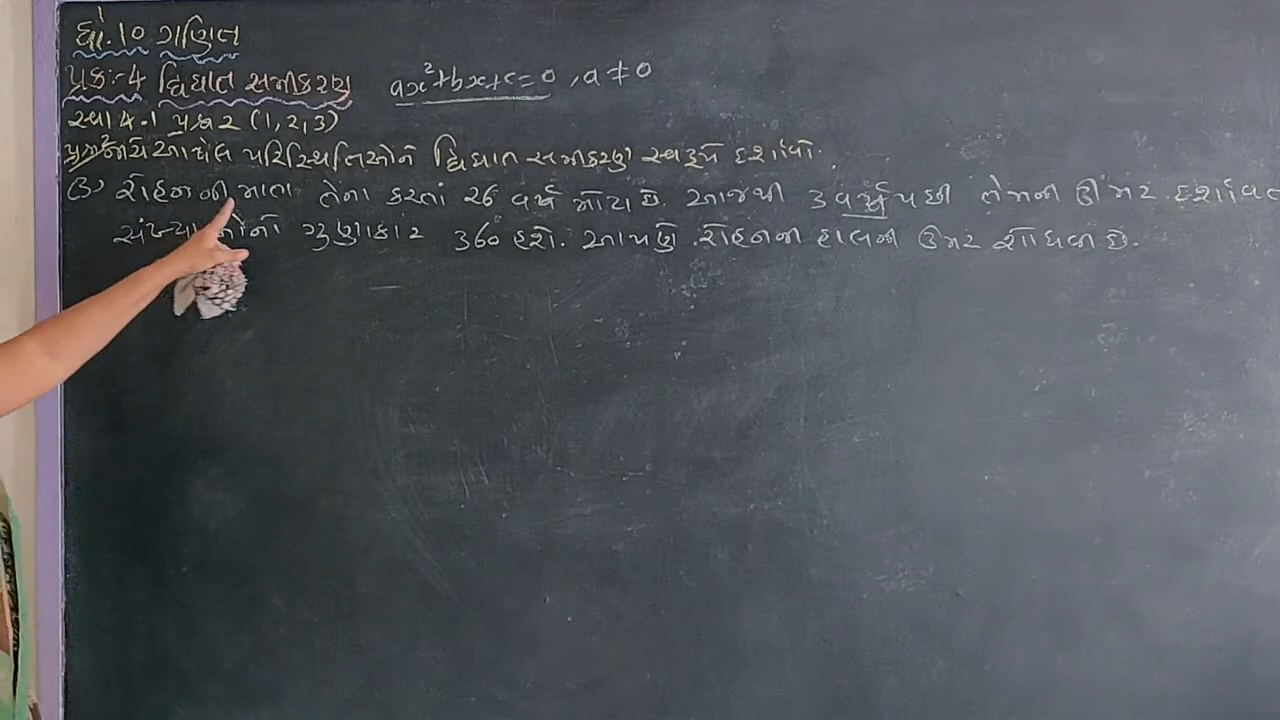 ધો.10 ગણિત
પ્રક:-4 દ્વિઘાત સમીકરણ ax²+bx+c=0 , a≠0
સ્વા 4.1 પ્રશ્ન 2 (1,2,3)
પ્રશ્ન2 નીચે આપેલ પરિસ્થિતિઓને દ્વિઘાત સમીકરણ સ્વરૂપે દર્શાવો.
(3) રોહનની માતા તેના કરતાં 26 વર્ષ મોટા છે. આજથી 3 વર્ષ પછી તેમની ઉંમર દર્શાવત
ગુણાકાર 360 હશે. આપણે રોહનની હાલની ઉંમર શોધવી છે.